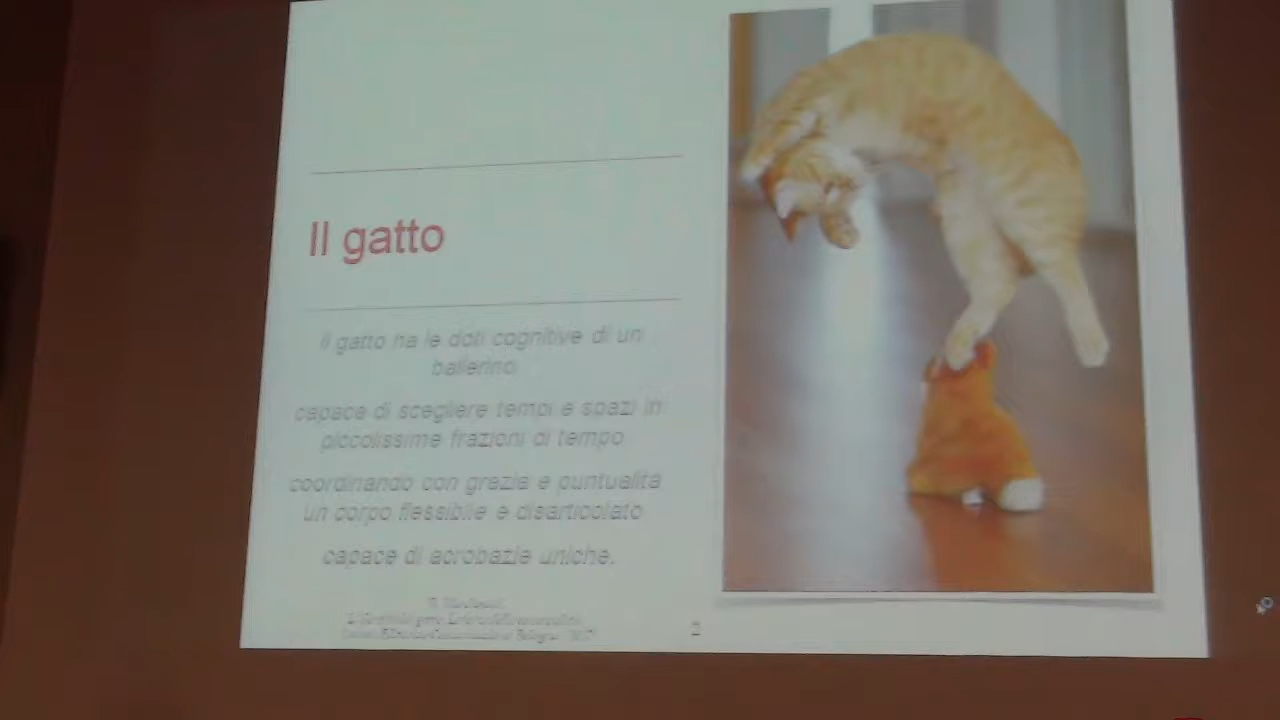 Il gatto
Il gatto ha le doti cognitive di un
ballerino
capace di scegliere tempi e spazi in
piccolissime frazioni di tempo
coordinando con grazia e puntualità
un corpo flessibile e disarticolato
capace di acrobazie uniche.